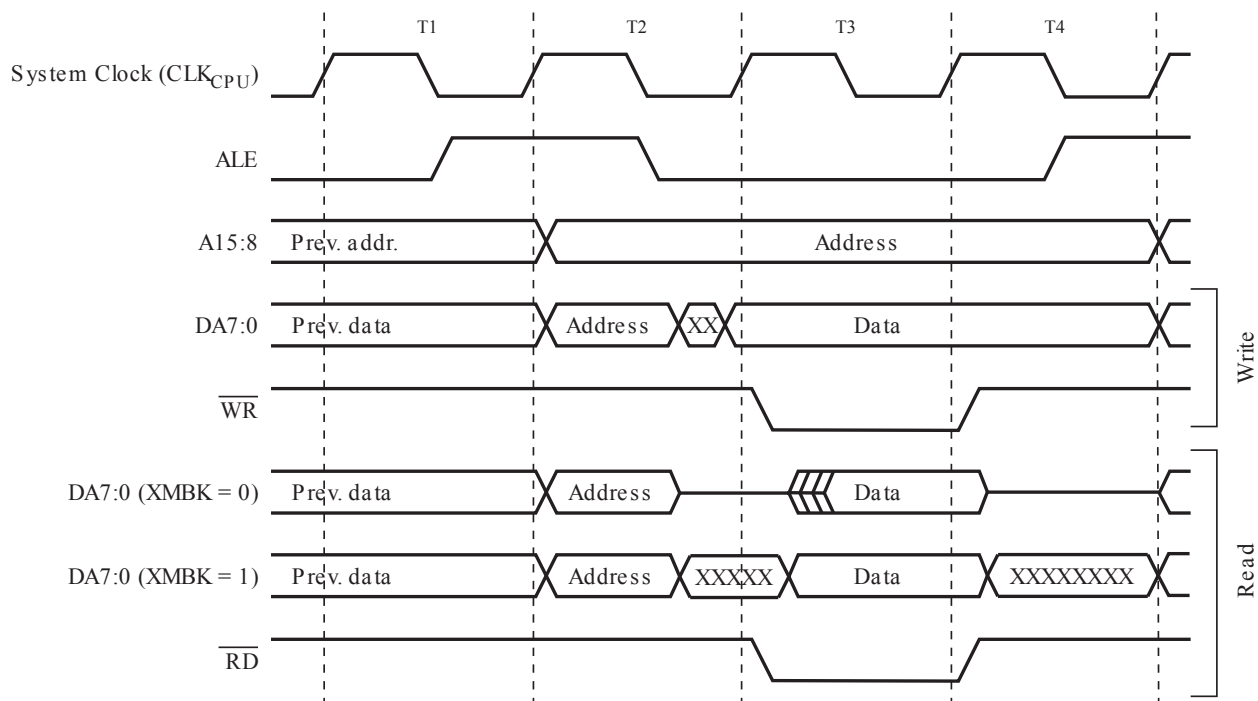 T1 T2 T3 T4
System Clock (CLKCPU)
ALE
A15:8 Prev. addr. Address
DA7:0 Prev. data Address XX Data
WR
Write
DA7:0 (XMBK = 0) Prev. data Address Data
DA7:0 (XMBK = 1) Prev. data Address XXXXX Data XXXXXXXX
RD
Read